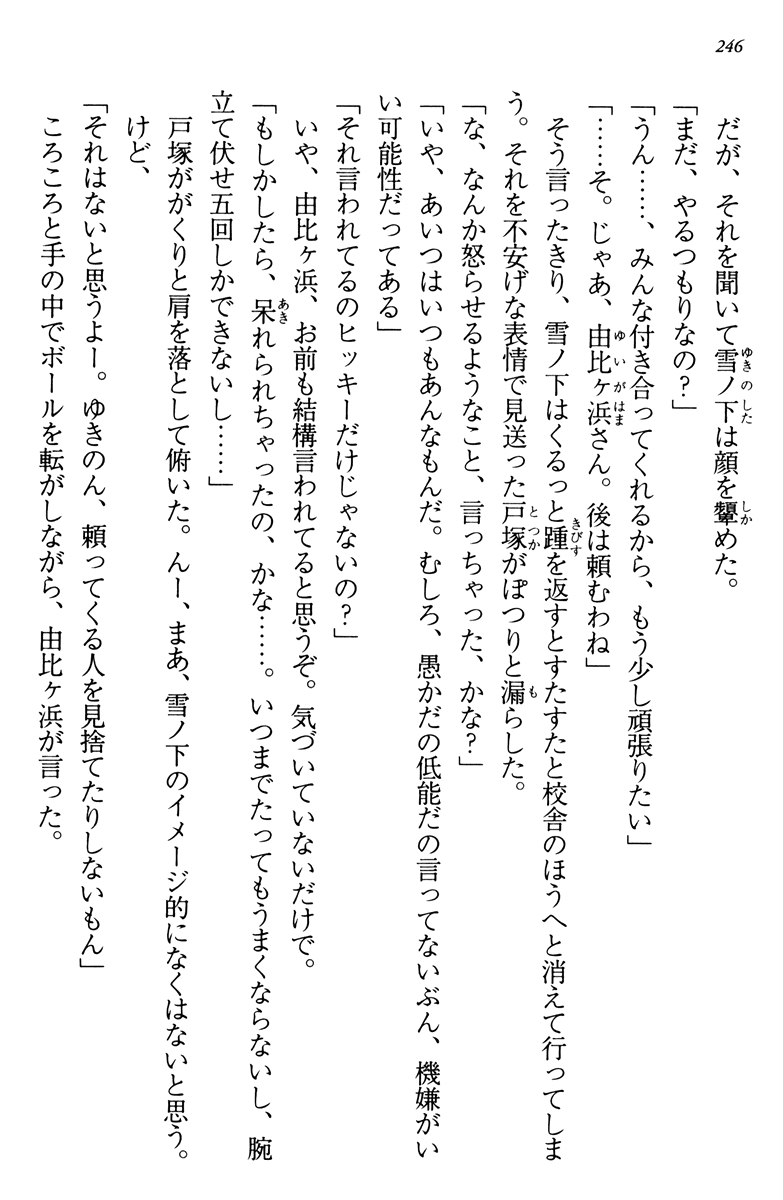 246
だが、それを聞いて雪ノ下は顔を顰めた。
「まだ、やるつもりなの？」
「うん……、みんな付き合ってくれるから、もう少し頑張りたい」
「……そ。じゃあ、由比ヶ浜さん。後は頼むわね」
そう言ったきり、雪ノ下はくるっと踵を返すとすたすたと校舎のほうへと消えて行ってしま
う。それを不安げな表情で見送った戸塚がぽつりと漏らした。
「な、なんか怒らせるようなこと、言っちゃった、かな？」
「いや、あいつはいつもあんなもんだ。むしろ、愚かだの低能だの言ってないぶん、機嫌がい
い可能性だってある」
「それ言われてるのヒッキーだけじゃないの？」
いや、由比ヶ浜、お前も結構言われてると思うぞ。気づいていないだけで。
「もしかしたら、呆れられちゃったの、かな……。いつまでたってもうまくならないし、腕
立て伏せ五回しかできないし……」
戸塚ががくりと肩を落として俯いた。んー、まあ、雪ノ下のイメージ的になくはないと思う。
けど、
「それはないと思うよー。ゆきのん、頼ってくる人を見捨てたりしないもん」
ころころと手の中でボールを転がしながら、由比ヶ浜が言った。